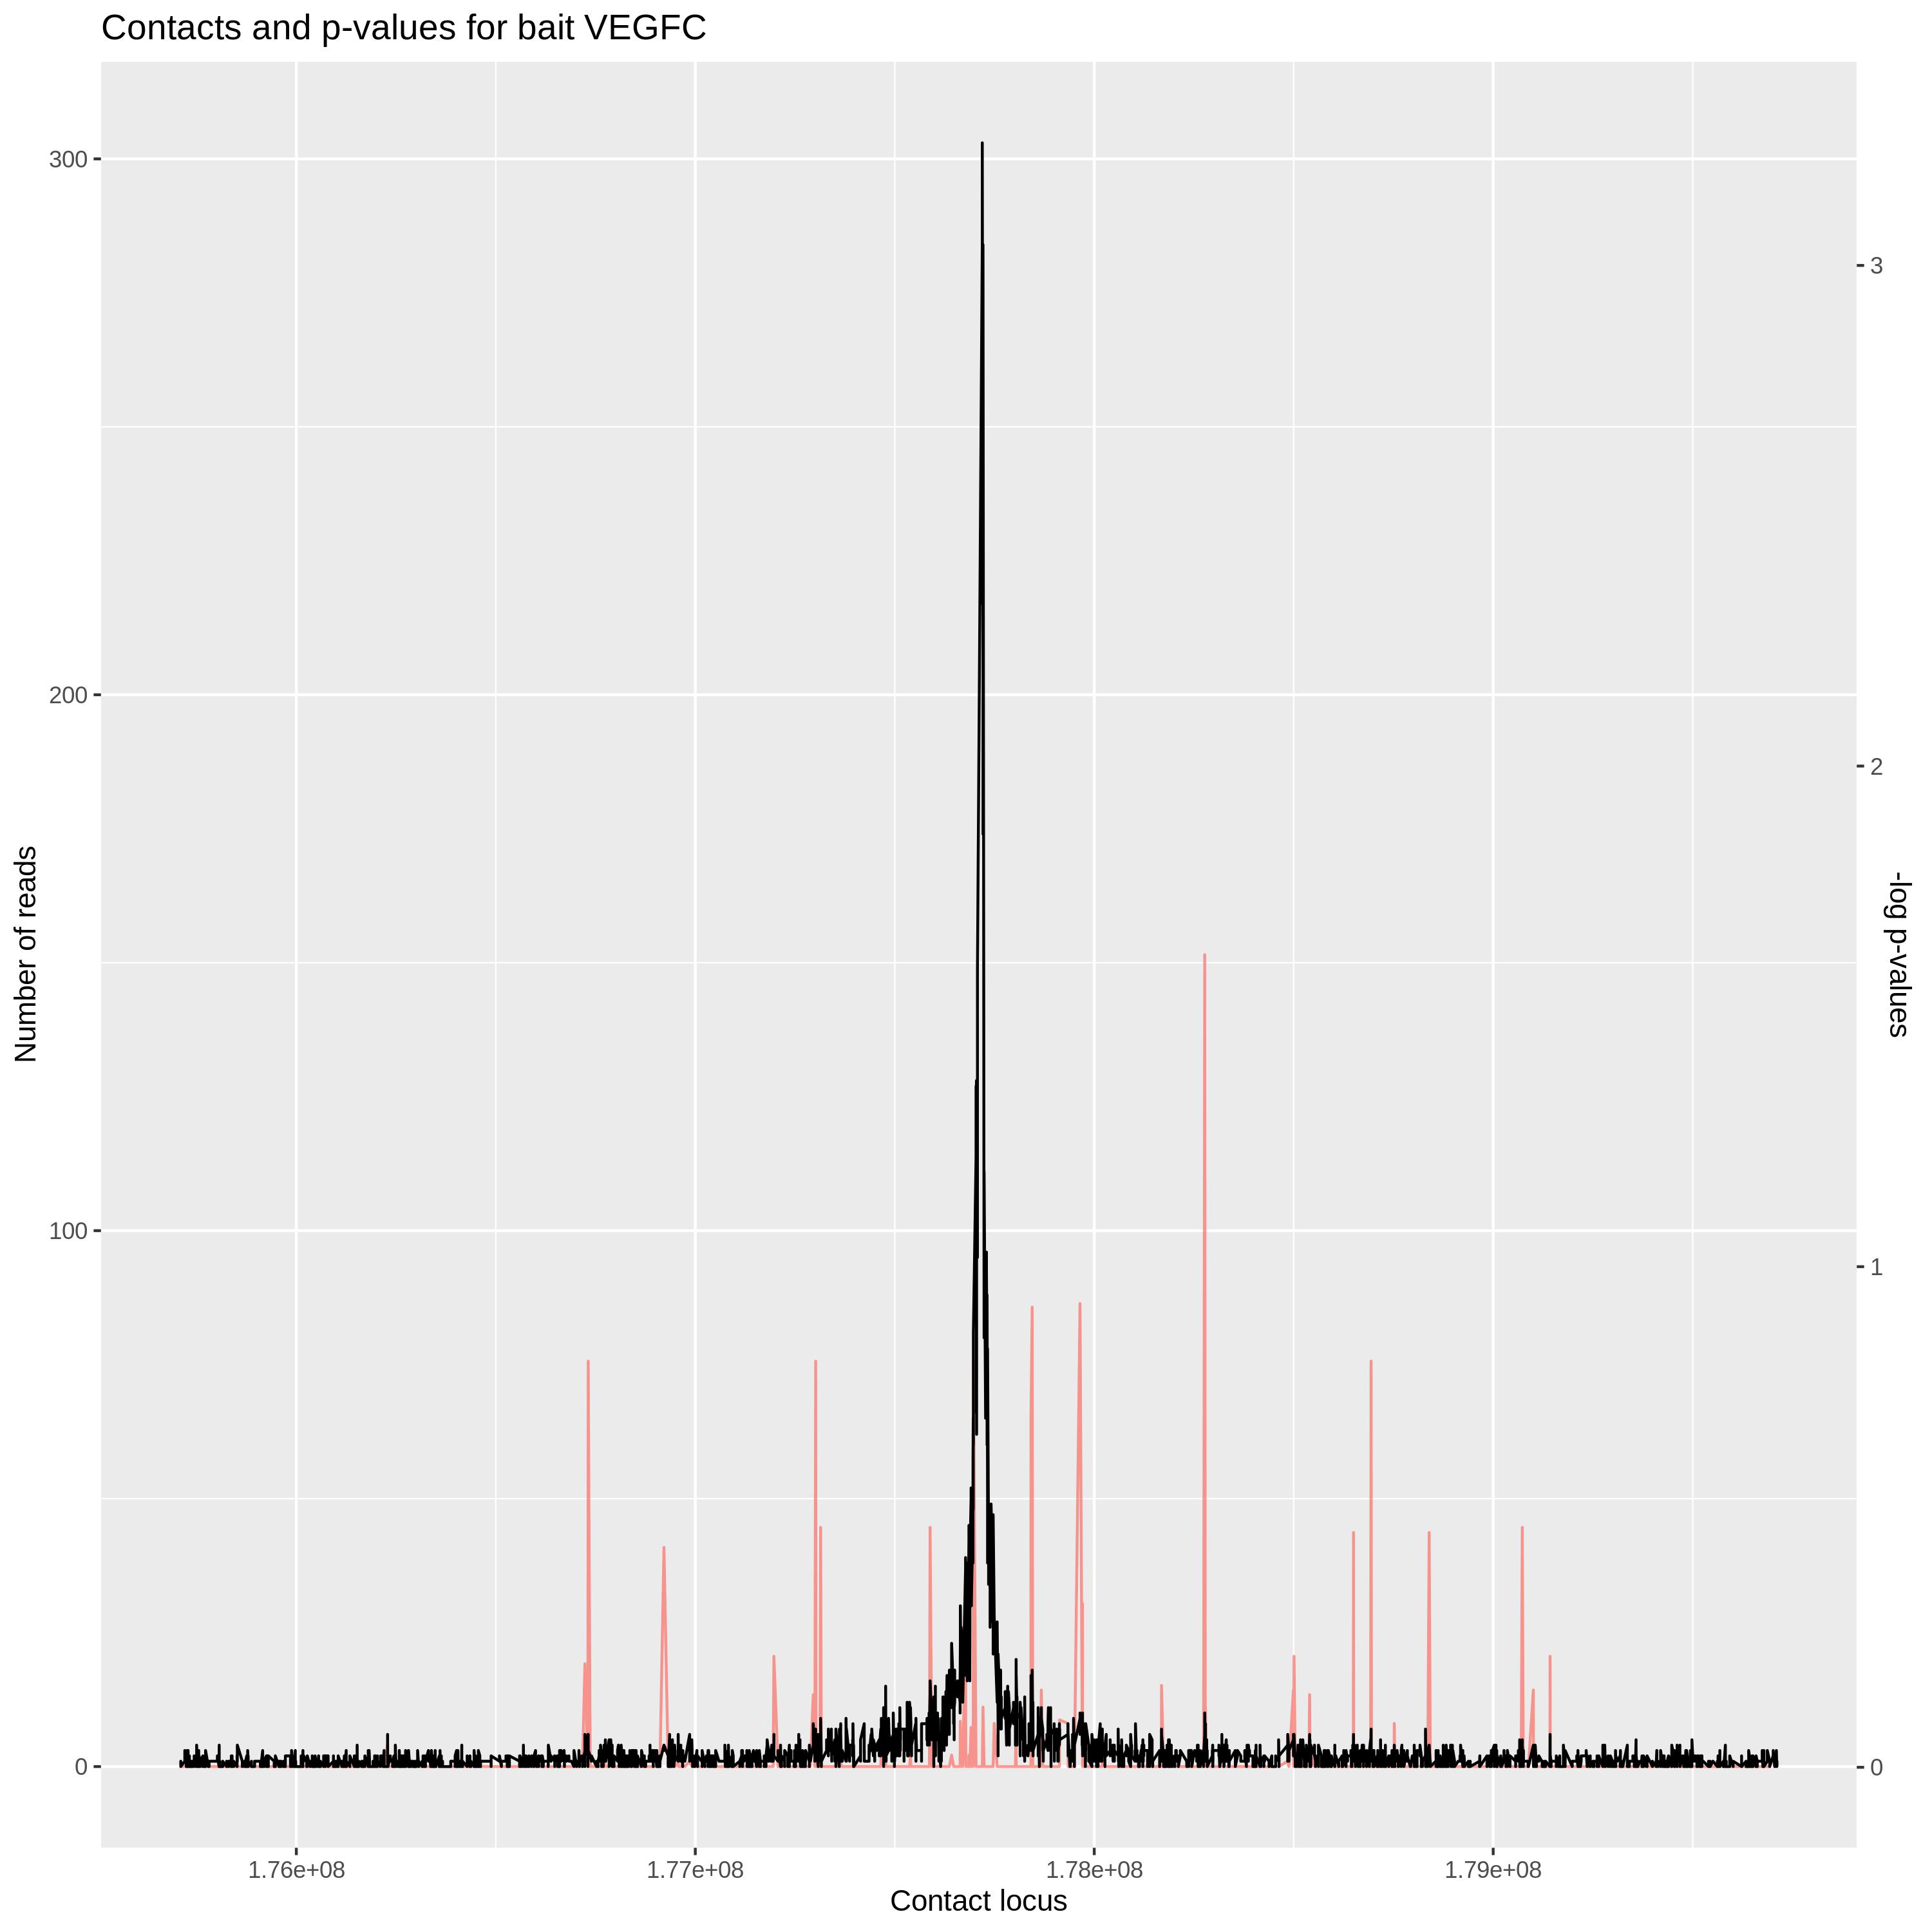 Contacts and p-values for bait VEGFC
300
200
100
0
Number of reads
3
2
1
0
-log p-values
1.76e+08 1.77e+08 1.78e+08 1.79e+08
Contact locus